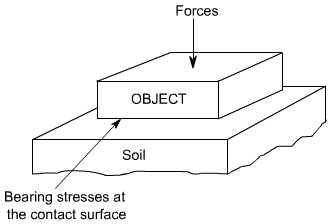 Forces
OBJECT
Soil
Bearing stresses at
the contact surface